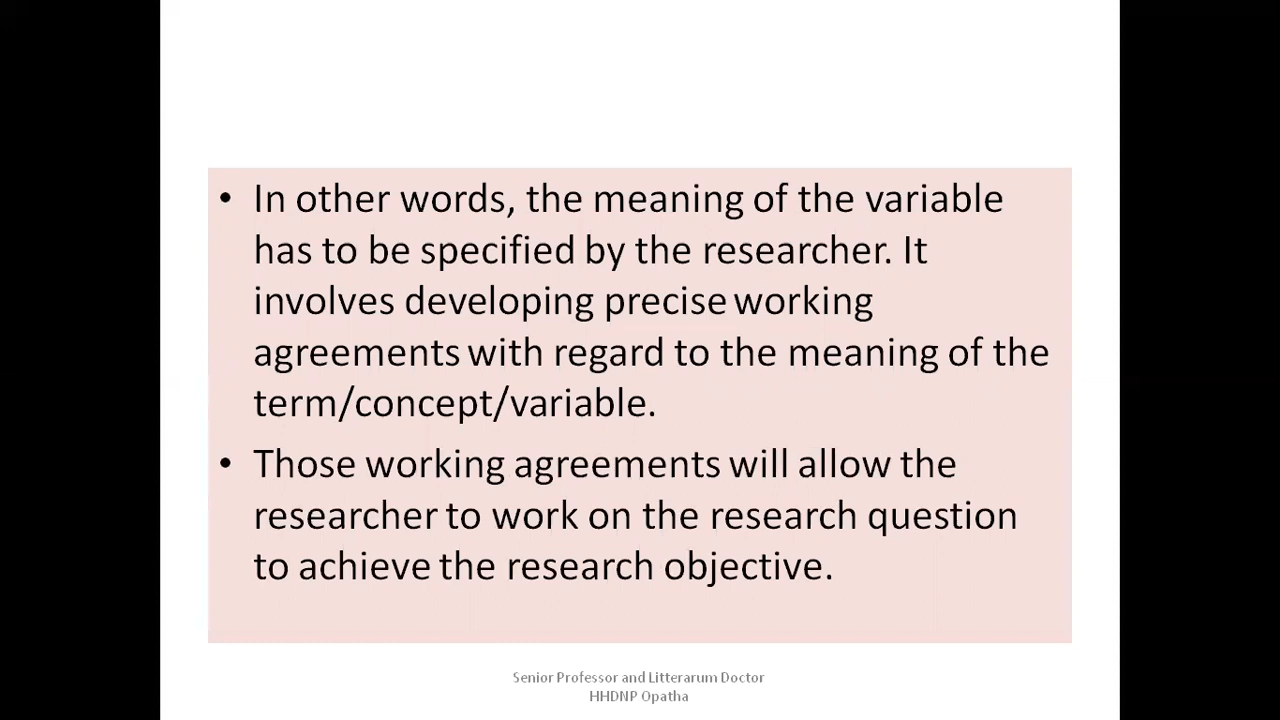 • In other words, the meaning of the variable
has to be specified by the researcher. It
involves developing precise working
agreements with regard to the meaning of the
term/concept/variable.
• Those working agreements will allow the
researcher to work on the research question
to achieve the research objective.
Senior Professor and Litterarum Doctor
HHDNP Opatha